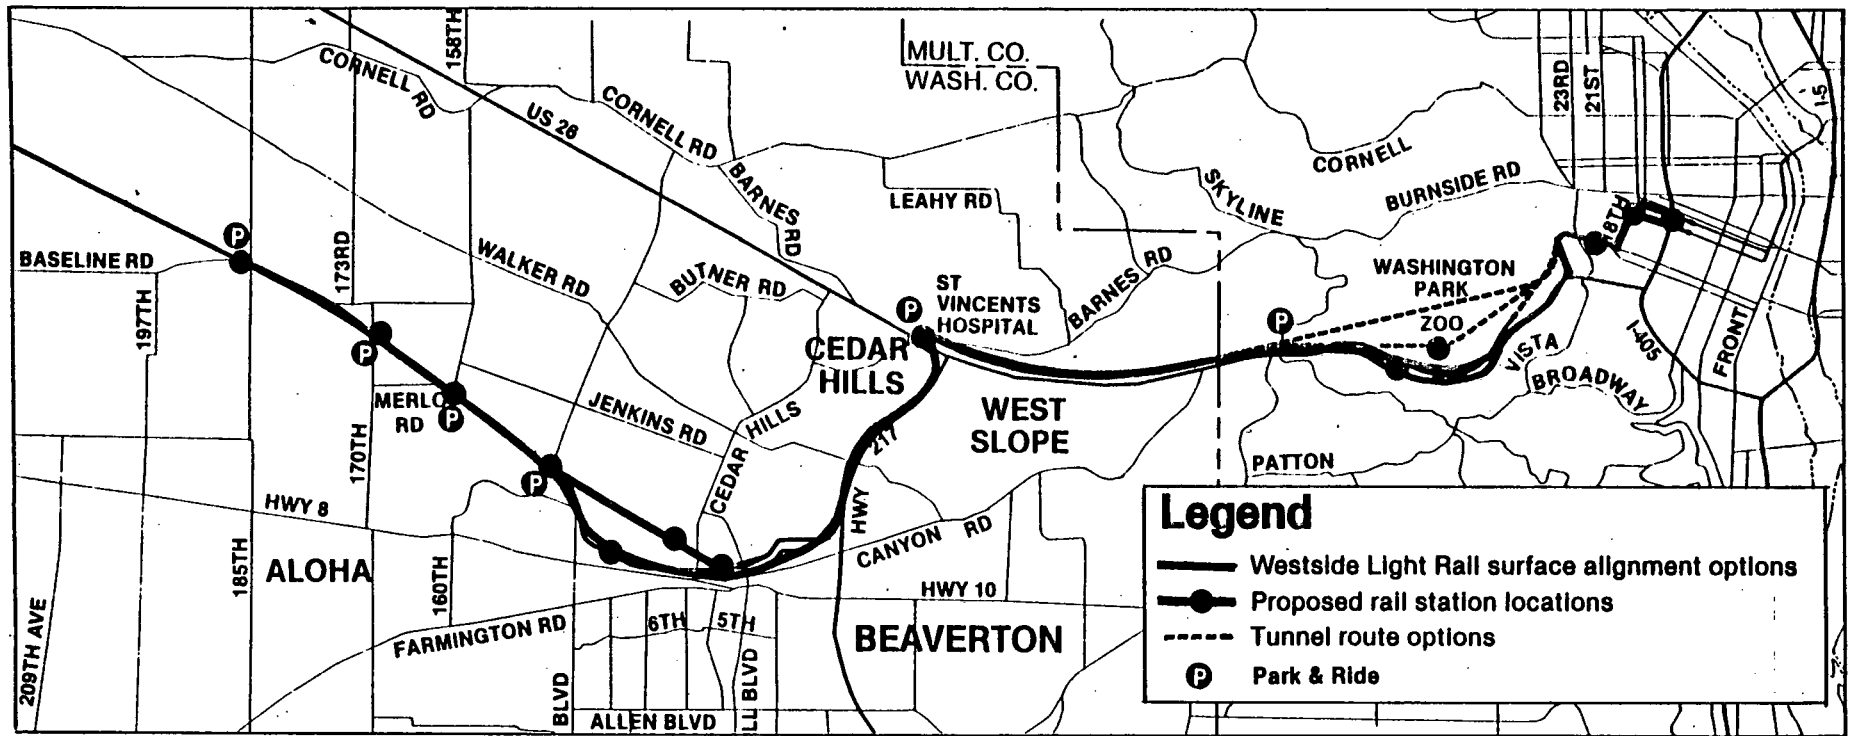 158TH
MULT. CO.
WASH. CO.
CORNELL RD
US 26
CORNELL RD
BARNES RD
LEAHY RD
SKYLINE
CORNELL
BURNSIDE RD
23RD
21ST
I-5
18TH
BASELINE RD
197TH
173RD
WALKER RD
BUTNER RD
P
P
ST
VINCENTS
HOSPITAL
BARNES RD
WASHINGTON
PARK
ZOO
P
VISTA
BROADWAY
I-405
FRONT
P
MERLO
RD
P
170TH
CEDAR
HILLS
JENKINS RD
CEDAR HILLS
217
HWY
WEST
SLOPE
PATTON
P
HWY 8
185TH
ALOHA
160TH
CANYON RD
HWY 10
209TH AVE
FARMINGTON RD
6TH
5TH
BEAVERTON
BLVD
ALLEN BLVD
LL BLVD
Legend
Westside Light Rail surface alignment options
Proposed rail station locations
Tunnel route options
P Park & Ride